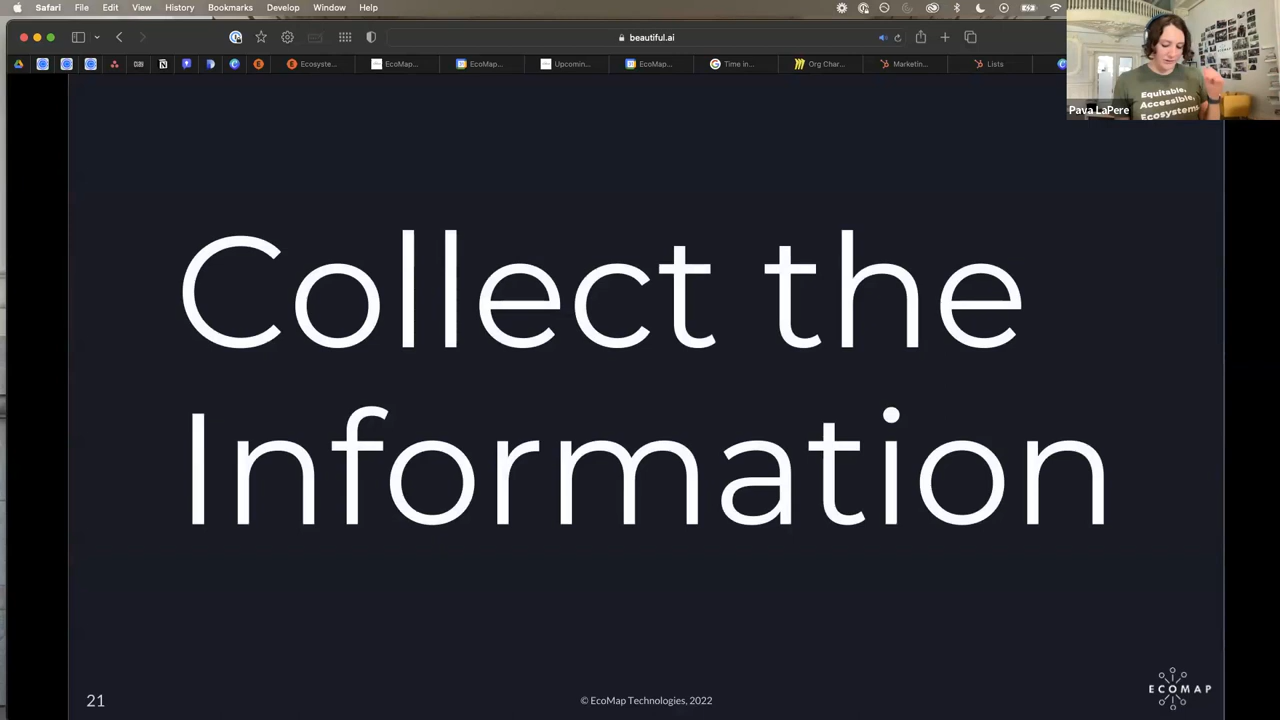 Safari File Edit View History Bookmarks Develop Window Help
beautiful.ai
Ecosyste... EcoMap... EcoMap... Upcomin... EcoMap... Time in... Org Char... Marketin... Lists
Pava LaPere
Equitable,
Accessible,
Ecosystems
Collect the
Information
21
© EcoMap Technologies, 2022
ECOMAP